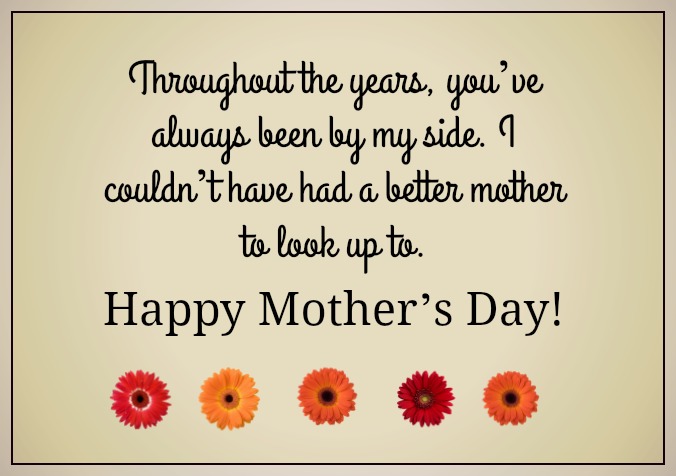 Throughout the years, you’ve
always been by my side. I
couldn’t have had a better mother
to look up to.
Happy Mother’s Day!